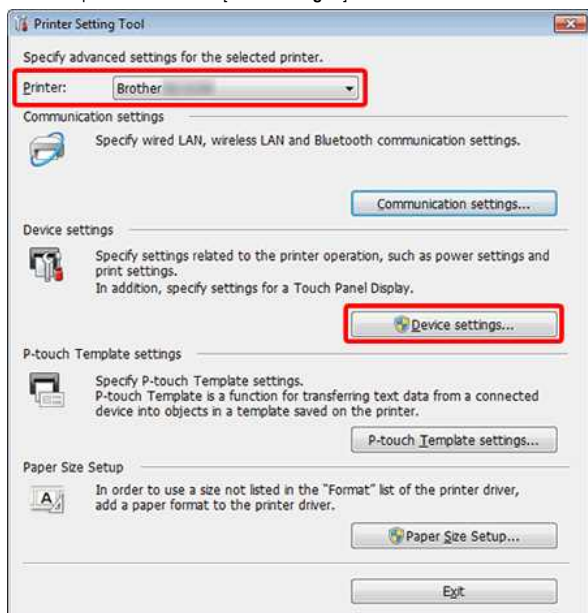 Printer Setting Tool
Specify advanced settings for the selected printer.
Printer: Brother
Communication settings
Specify wired LAN, wireless LAN and Bluetooth communication settings.
Communication settings...
Device settings
Specify settings related to the printer operation, such as power settings and
print settings.
In addition, specify settings for a Touch Panel Display.
Device settings...
P-touch Template settings
Specify P-touch Template settings.
P-touch Template is a function for transferring text data from a connected
device into objects in a template saved on the printer.
P-touch Template settings...
Paper Size Setup
In order to use a size not listed in the "Format" list of the printer driver,
add a paper format to the printer driver.
Paper Size Setup...
Exit